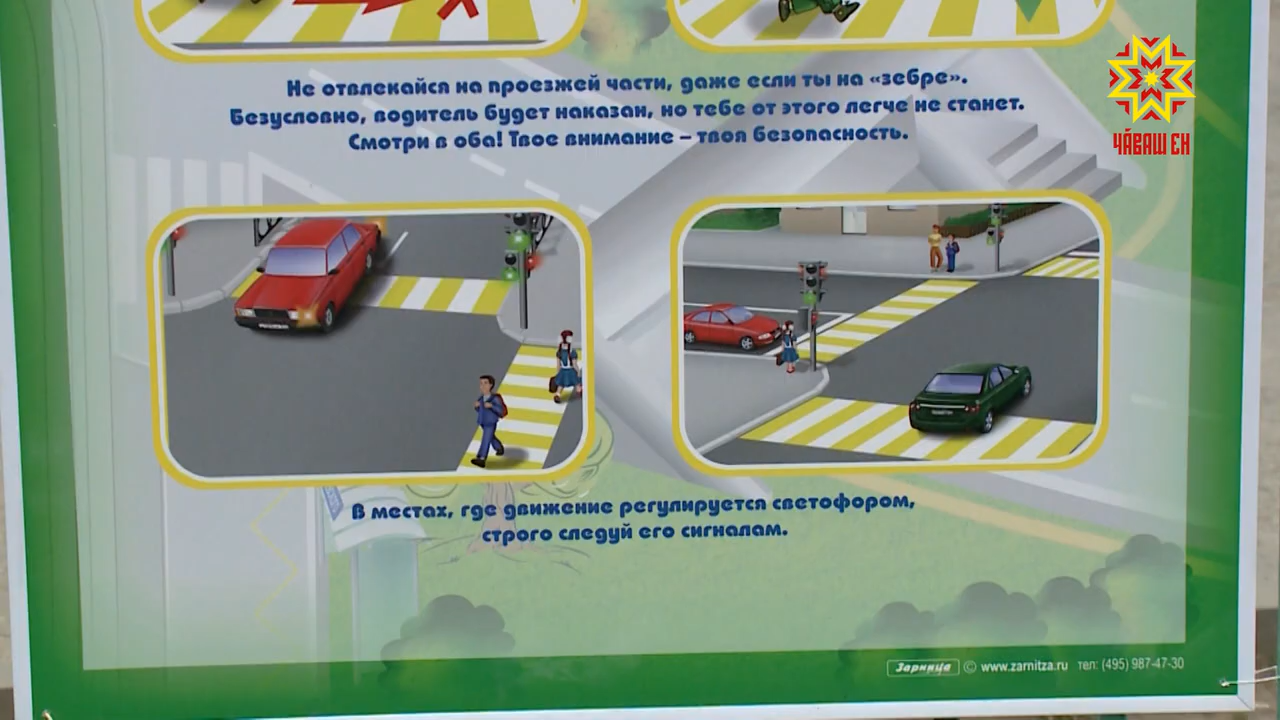 Не отвлекайся на проезжей части, даже если ты на «зебре».
Безусловно, водитель будет наказан, но тебе от этого легче не станет.
Смотри в оба! Твое внимание – твоя безопасность.
ЧӐВАШ ЕН
В местах, где движение регулируется светофором,
строго следуй его сигналам.
Зарница © www.zarnitza.ru тел: (495) 987-47-30